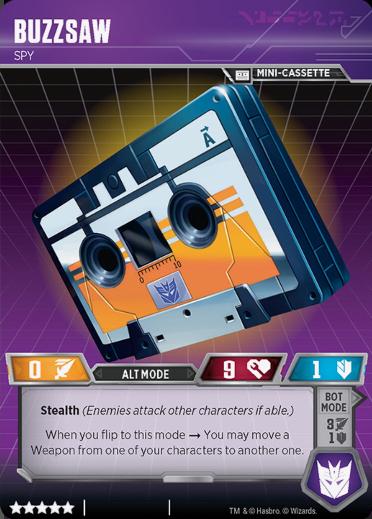 BUZZSAW
SPY
MINI-CASSETTE
A
0 10
0 ALT MODE 9 1
Stealth (Enemies attack other characters if able.)
When you flip to this mode → You may move a
Weapon from one of your characters to another one.
BOT
MODE
3
1
TM & © Hasbro. © Wizards.